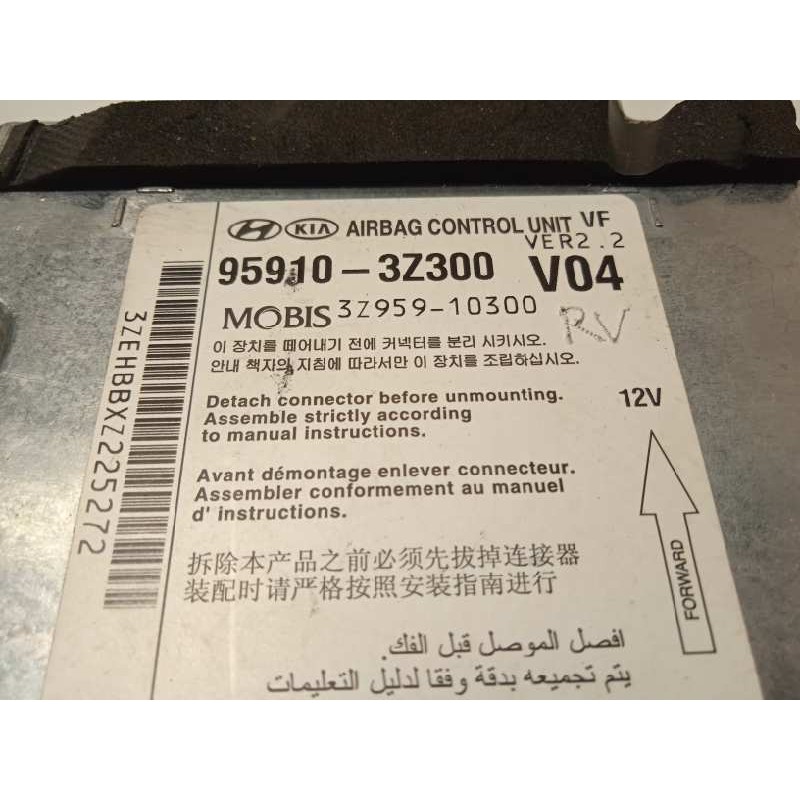 KIA AIRBAG CONTROL UNIT VF
VER2.2
95910-3Z300 V04
MOBIS 3Z959-10300
RV
이 장치를 떼어내기 전에 커넥터를 분리 시키시오.
안내 책자의 지침에 따라서만 이 장치를 조립하십시오.
Detach connector before unmounting.
Assemble strictly according
to manual instructions.
12V
Avant démontage enlever connecteur.
Assembler conformement au manuel
d' instructions.
拆除本产品之前必须先拔掉连接器
装配时请严格按照安装指南进行
FORWARD
افصل الموصل قبل الفك.
يتم تجميعه بدقة وفقا لدليل التعليمات
3ZEHBBXZ225272